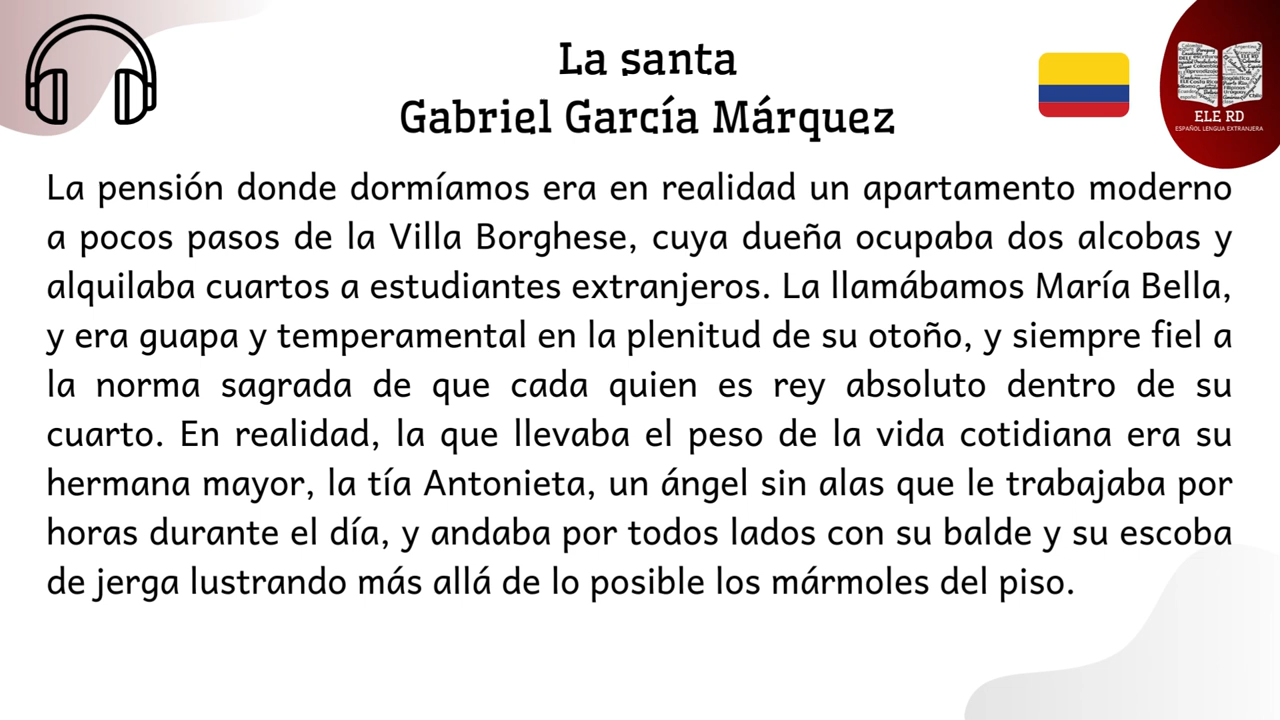 La santa
Gabriel García Márquez
ELE RD
ESPAÑOL LENGUA EXTRANJERA
La pensión donde dormíamos era en realidad un apartamento moderno
a pocos pasos de la Villa Borghese, cuya dueña ocupaba dos alcobas y
alquilaba cuartos a estudiantes extranjeros. La llamábamos María Bella,
y era guapa y temperamental en la plenitud de su otoño, y siempre fiel a
la norma sagrada de que cada quien es rey absoluto dentro de su
cuarto. En realidad, la que llevaba el peso de la vida cotidiana era su
hermana mayor, la tía Antonieta, un ángel sin alas que le trabajaba por
horas durante el día, y andaba por todos lados con su balde y su escoba
de jerga lustrando más allá de lo posible los mármoles del piso.